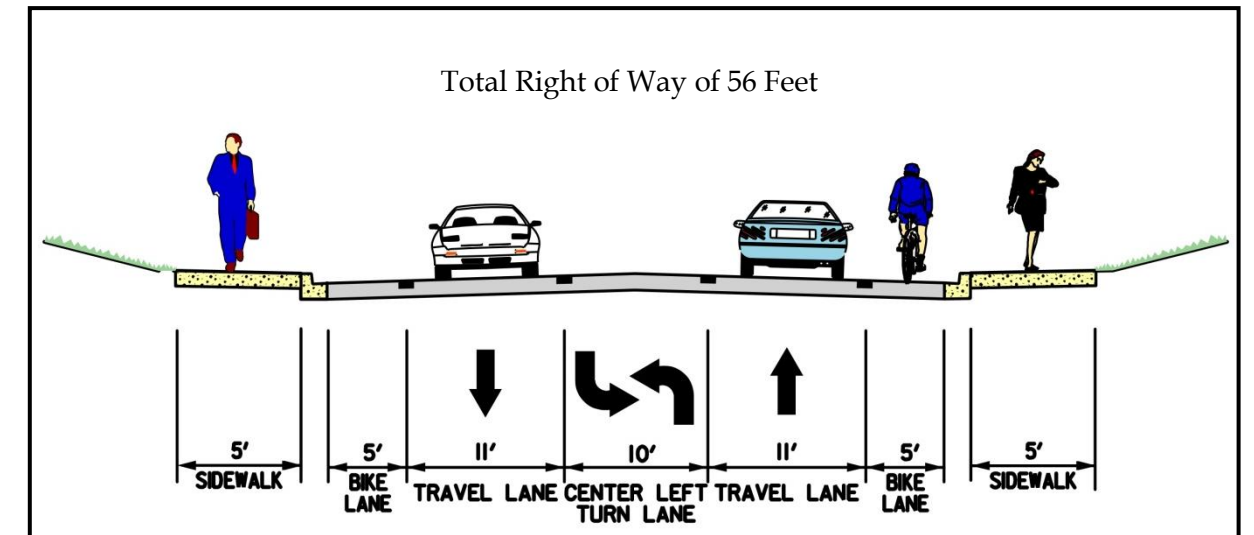 Total Right of Way of 56 Feet
5' 5' 11' 10' 11' 5' 5'
SIDEWALK BIKE LANE TRAVEL LANE CENTER LEFT TURN LANE TRAVEL LANE BIKE LANE SIDEWALK